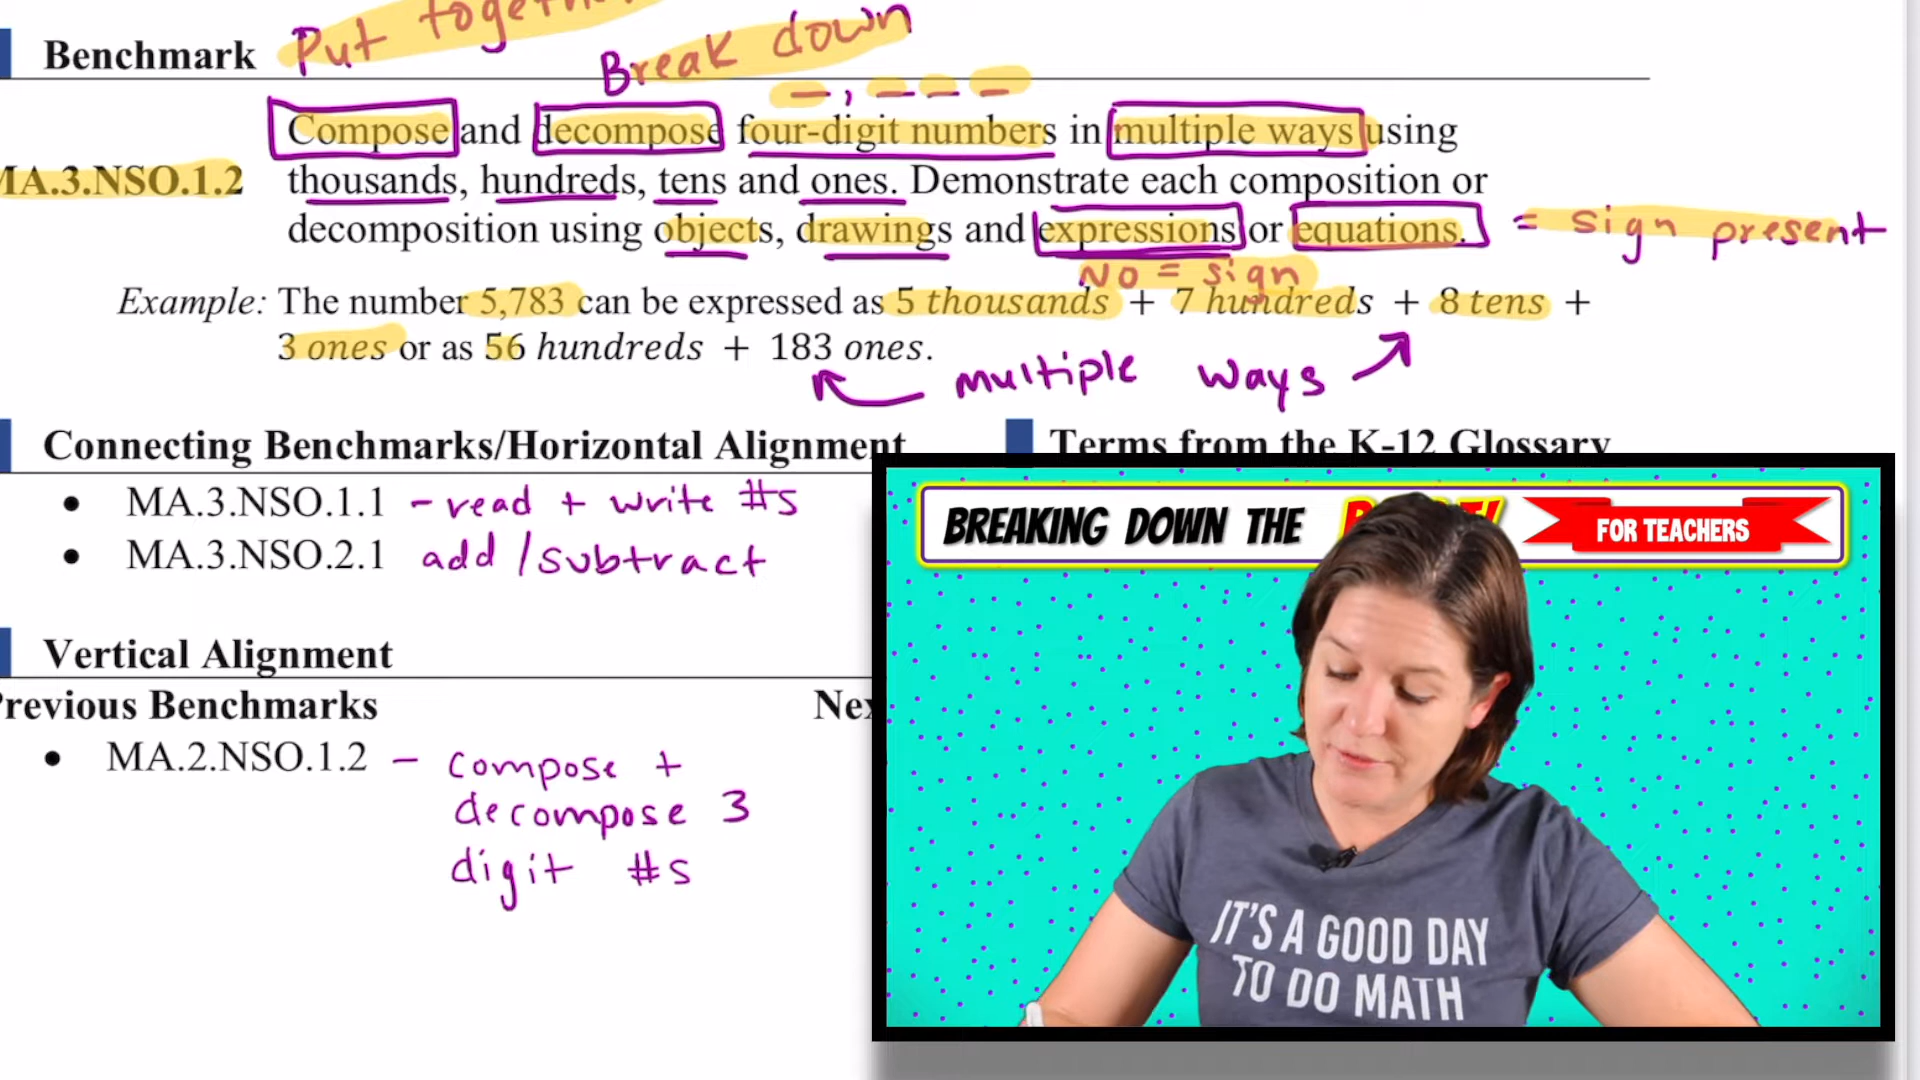 Put together
Benchmark
Break down
Compose and decompose four-digit numbers in multiple ways using
MA.3.NSO.1.2
thousands, hundreds, tens and ones. Demonstrate each composition or
decomposition using objects, drawings and expressions or equations. = sign present
NO = sign
Example: The number 5,783 can be expressed as 5 thousands + 7 hundreds + 8 tens +
3 ones or as 56 hundreds + 183 ones.
multiple ways
Connecting Benchmarks/Horizontal Alignment
Terms from the K-12 Glossary
MA.3.NSO.1.1 - read + write #s
MA.3.NSO.2.1 add/subtract
Vertical Alignment
Previous Benchmarks
MA.2.NSO.1.2 - compose +
decompose 3
digit #s
BREAKING DOWN THE
FOR TEACHERS
IT'S A GOOD DAY
TO DO MATH